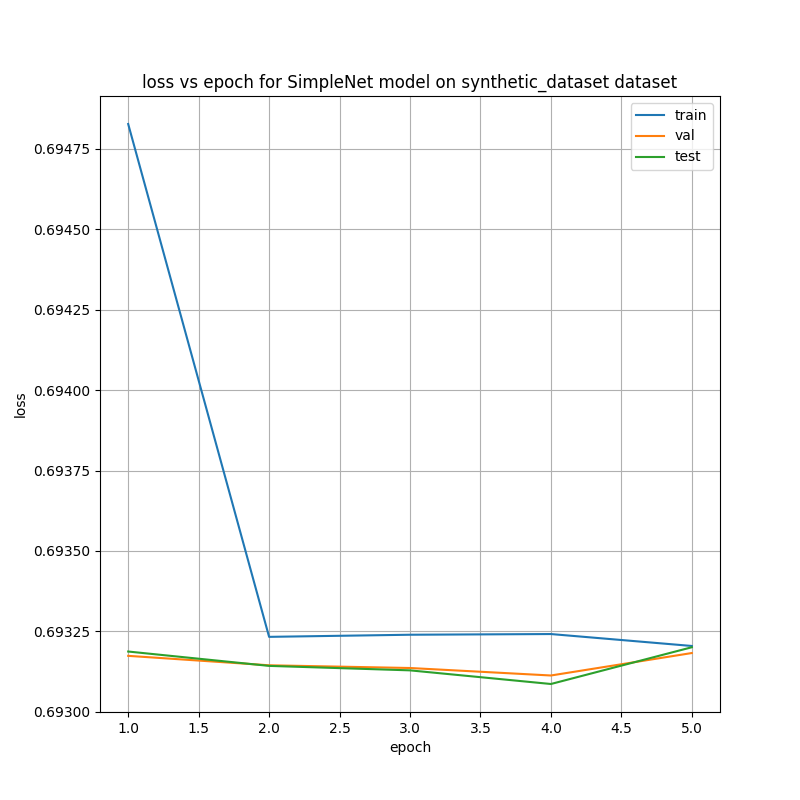 loss vs epoch for SimpleNet model on synthetic_dataset dataset
train
val
test
0.69475
0.69450
0.69425
0.69400
0.69375
0.69350
0.69325
0.69300
loss
1.0 1.5 2.0 2.5 3.0 3.5 4.0 4.5 5.0
epoch